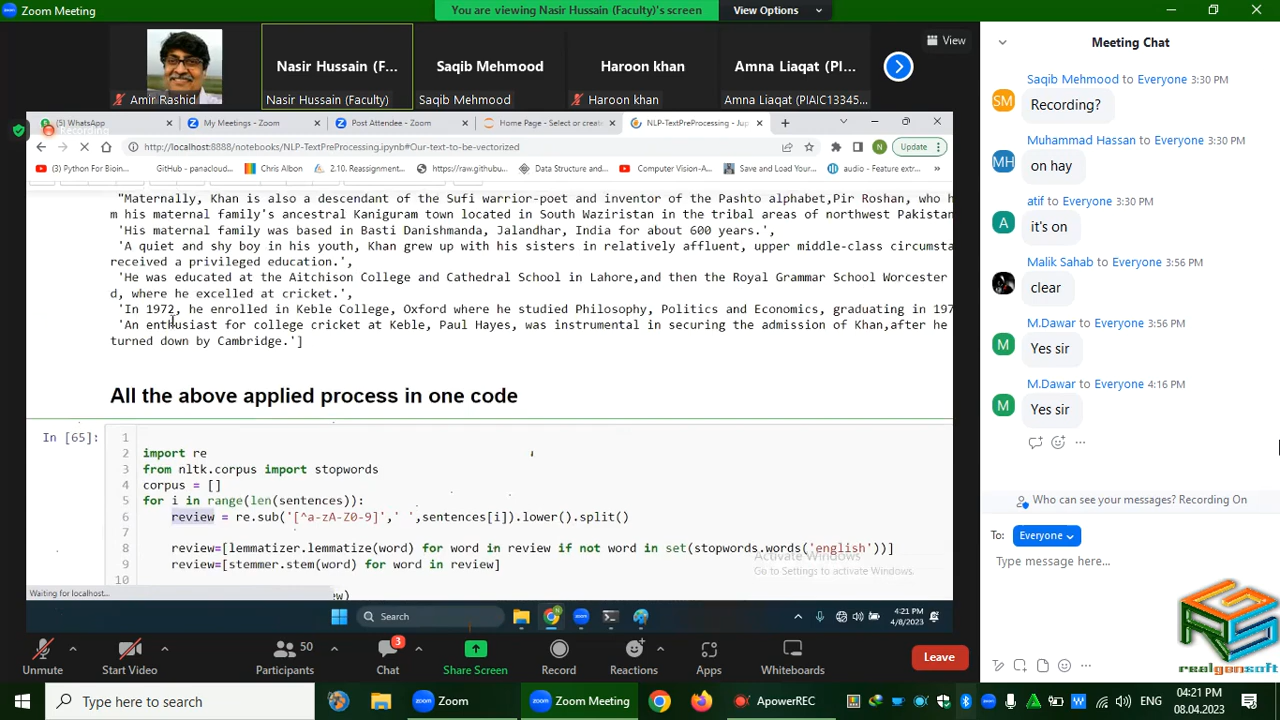 Zoom Meeting
You are viewing Nasir Hussain (Faculty)'s screen
View Options
View
Nasir Hussain (F...
Saqib Mehmood
Haroon khan
Amna Liaqat (PI...
Amir Rashid
Nasir Hussain (Faculty)
Saqib Mehmood
Haroon khan
Amna Liaqat (PIAIC13345...
Recording
(5) WhatsApp
My Meetings - Zoom
Post Attendee - Zoom
Home Page - Select or create
NLP-TextPreProcessing - Jup
http://localhost:8888/notebooks/NLP-TextPreProcessing.ipynb#Our-text-to-be-vectorized
N
Update
(3) Python For Bioin...
GitHub - panacloud...
Chris Albon
2.10. Reassignment...
https://raw.githubu...
Data Structure and...
Computer Vision-A...
Save and Load Your...
audio - Feature extr...
"Maternally, Khan is also a descendant of the Sufi warrior-poet and inventor of the Pashto alphabet,Pir Roshan, who h
m his maternal family's ancestral Kaniguram town located in South Waziristan in the tribal areas of northwest Pakistan
'His maternal family was based in Basti Danishmanda, Jalandhar, India for about 600 years.',
'A quiet and shy boy in his youth, Khan grew up with his sisters in relatively affluent, upper middle-class circumsta
received a privileged education.',
'He was educated at the Aitchison College and Cathedral School in Lahore,and then the Royal Grammar School Worcester
d, where he excelled at cricket.',
'In 1972, he enrolled in Keble College, Oxford where he studied Philosophy, Politics and Economics, graduating in 197
'An enthusiast for college cricket at Keble, Paul Hayes, was instrumental in securing the admission of Khan,after he
turned down by Cambridge.']
All the above applied process in one code
In [65]:
1
2 import re
3 from nltk.corpus import stopwords
4 corpus = []
5 for i in range(len(sentences)):
6 review = re.sub('[^a-zA-Z0-9]',' ',sentences[i]).lower().split()
7
8 review=[lemmatizer.lemmatize(word) for word in review if not word in set(stopwords.words('english'))]
9 review=[stemmer.stem(word) for word in review]
10
ew)
Activate Windows
Go to Settings to activate Windows.
Waiting for localhost...
Search
4:21 PM
4/8/2023
Unmute
Start Video
50
Participants
3
Chat
Share Screen
Record
Reactions
Apps
Whiteboards
Leave
Meeting Chat
Saqib Mehmood to Everyone 3:30 PM
SM
Recording?
Muhammad Hassan to Everyone 3:30 PM
MH
on hay
atif to Everyone 3:30 PM
A
it's on
Malik Sahab to Everyone 3:56 PM
clear
M.Dawar to Everyone 3:56 PM
M
Yes sir
M.Dawar to Everyone 4:16 PM
M
Yes sir
Who can see your messages? Recording On
To: Everyone
Type message here...
realgensoft
Type here to search
Zoom
Zoom Meeting
ApowerREC
ENG
04:21 PM
08.04.2023